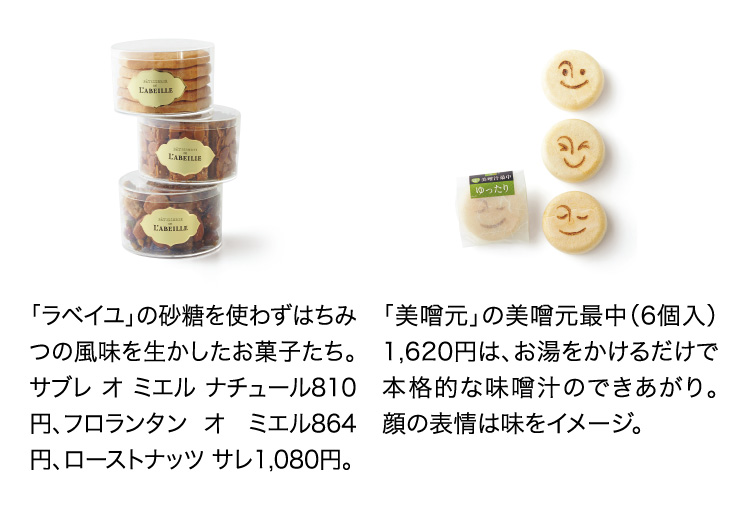 PÂTISSERIE
DE
L'ABEILLE
L'ABEILLE
L'ABEILLE
美噌元最中
ゆったり
「ラベイユ」の砂糖を使わずはちみ
つの風味を生かしたお菓子たち。
サブレ オ ミエル ナチュール810
円、フロランタン オ ミエル864
円、ローストナッツ サレ1,080円。
「美噌元」の美噌元最中（6個入）
1,620円は、お湯をかけるだけで
本格的な味噌汁のできあがり。
顔の表情は味をイメージ。